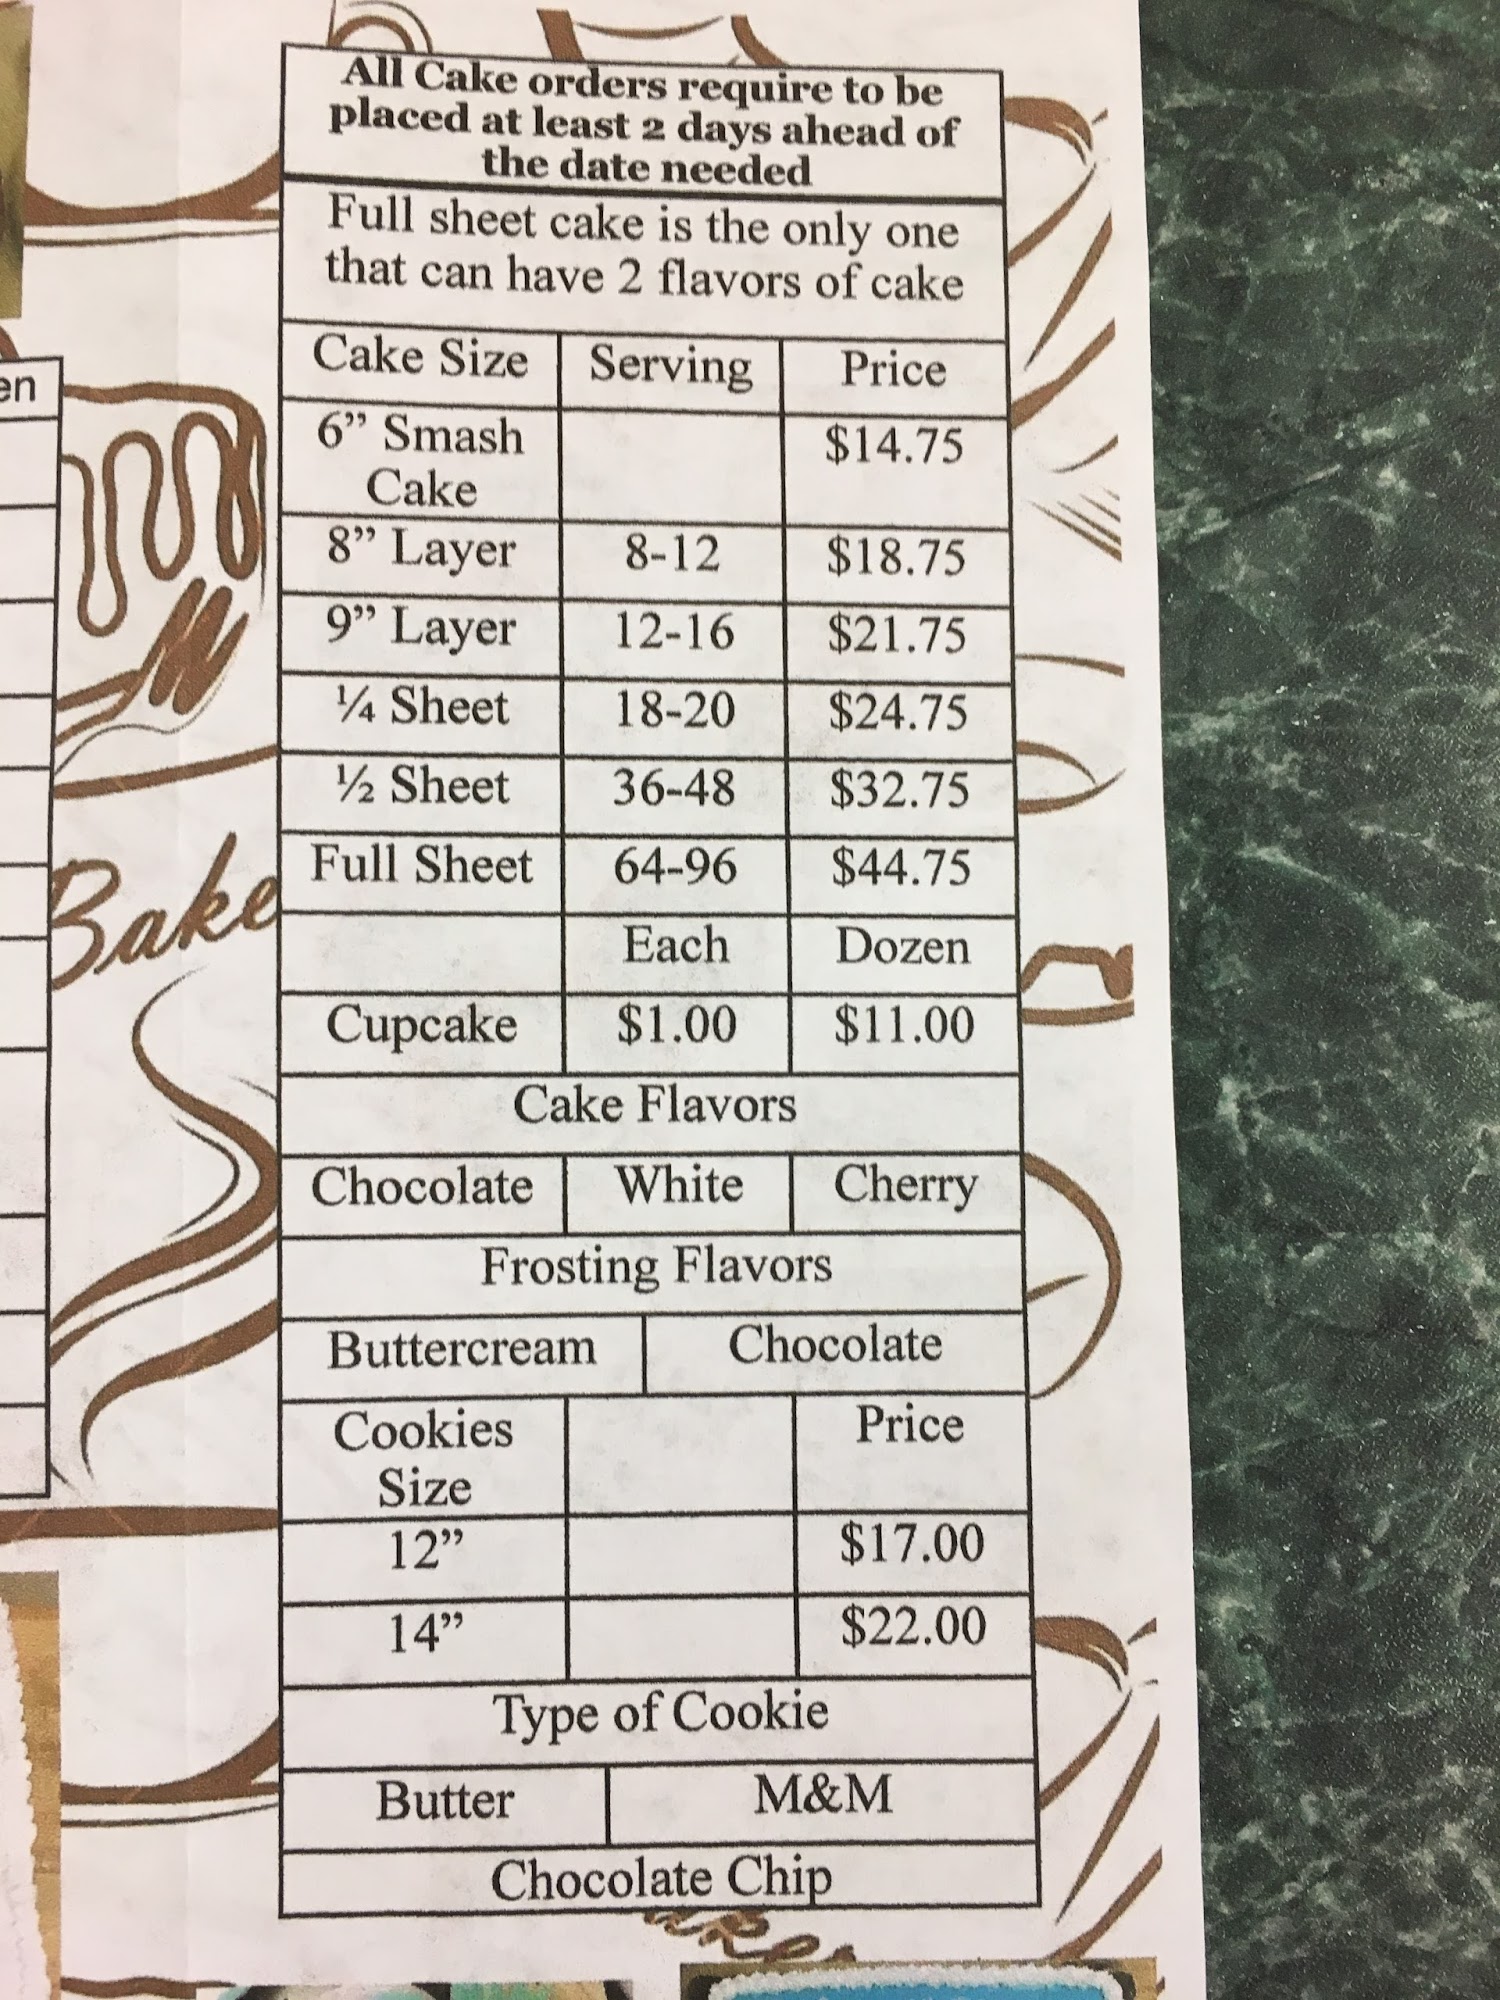 All Cake orders require to be
placed at least 2 days ahead of
the date needed
Full sheet cake is the only one
that can have 2 flavors of cake
Cake Size Serving Price
6” Smash
Cake
$14.75
8” Layer 8-12 $18.75
9” Layer 12-16 $21.75
¼ Sheet 18-20 $24.75
½ Sheet 36-48 $32.75
Full Sheet 64-96 $44.75
Each Dozen
Cupcake $1.00 $11.00
Cake Flavors
Chocolate White Cherry
Frosting Flavors
Buttercream Chocolate
Cookies
Size
Price
12” $17.00
14” $22.00
Type of Cookie
Butter M&M
Chocolate Chip
en
Bake